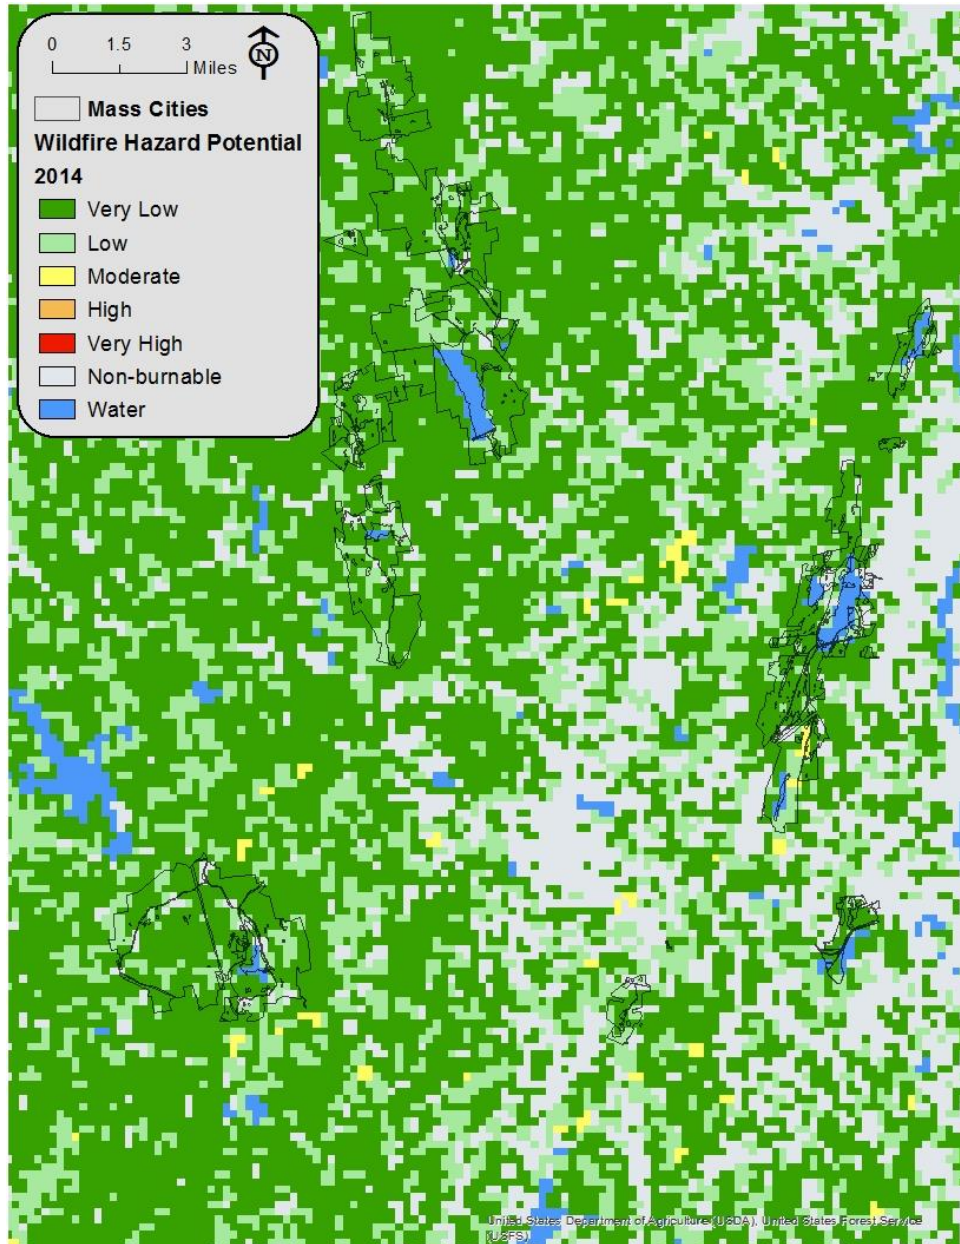 0 1.5 3
Miles
N
Mass Cities
Wildfire Hazard Potential
2014
Very Low
Low
Moderate
High
Very High
Non-burnable
Water
United States Department of Agriculture (USDA), United States Forest Service
(USFS)